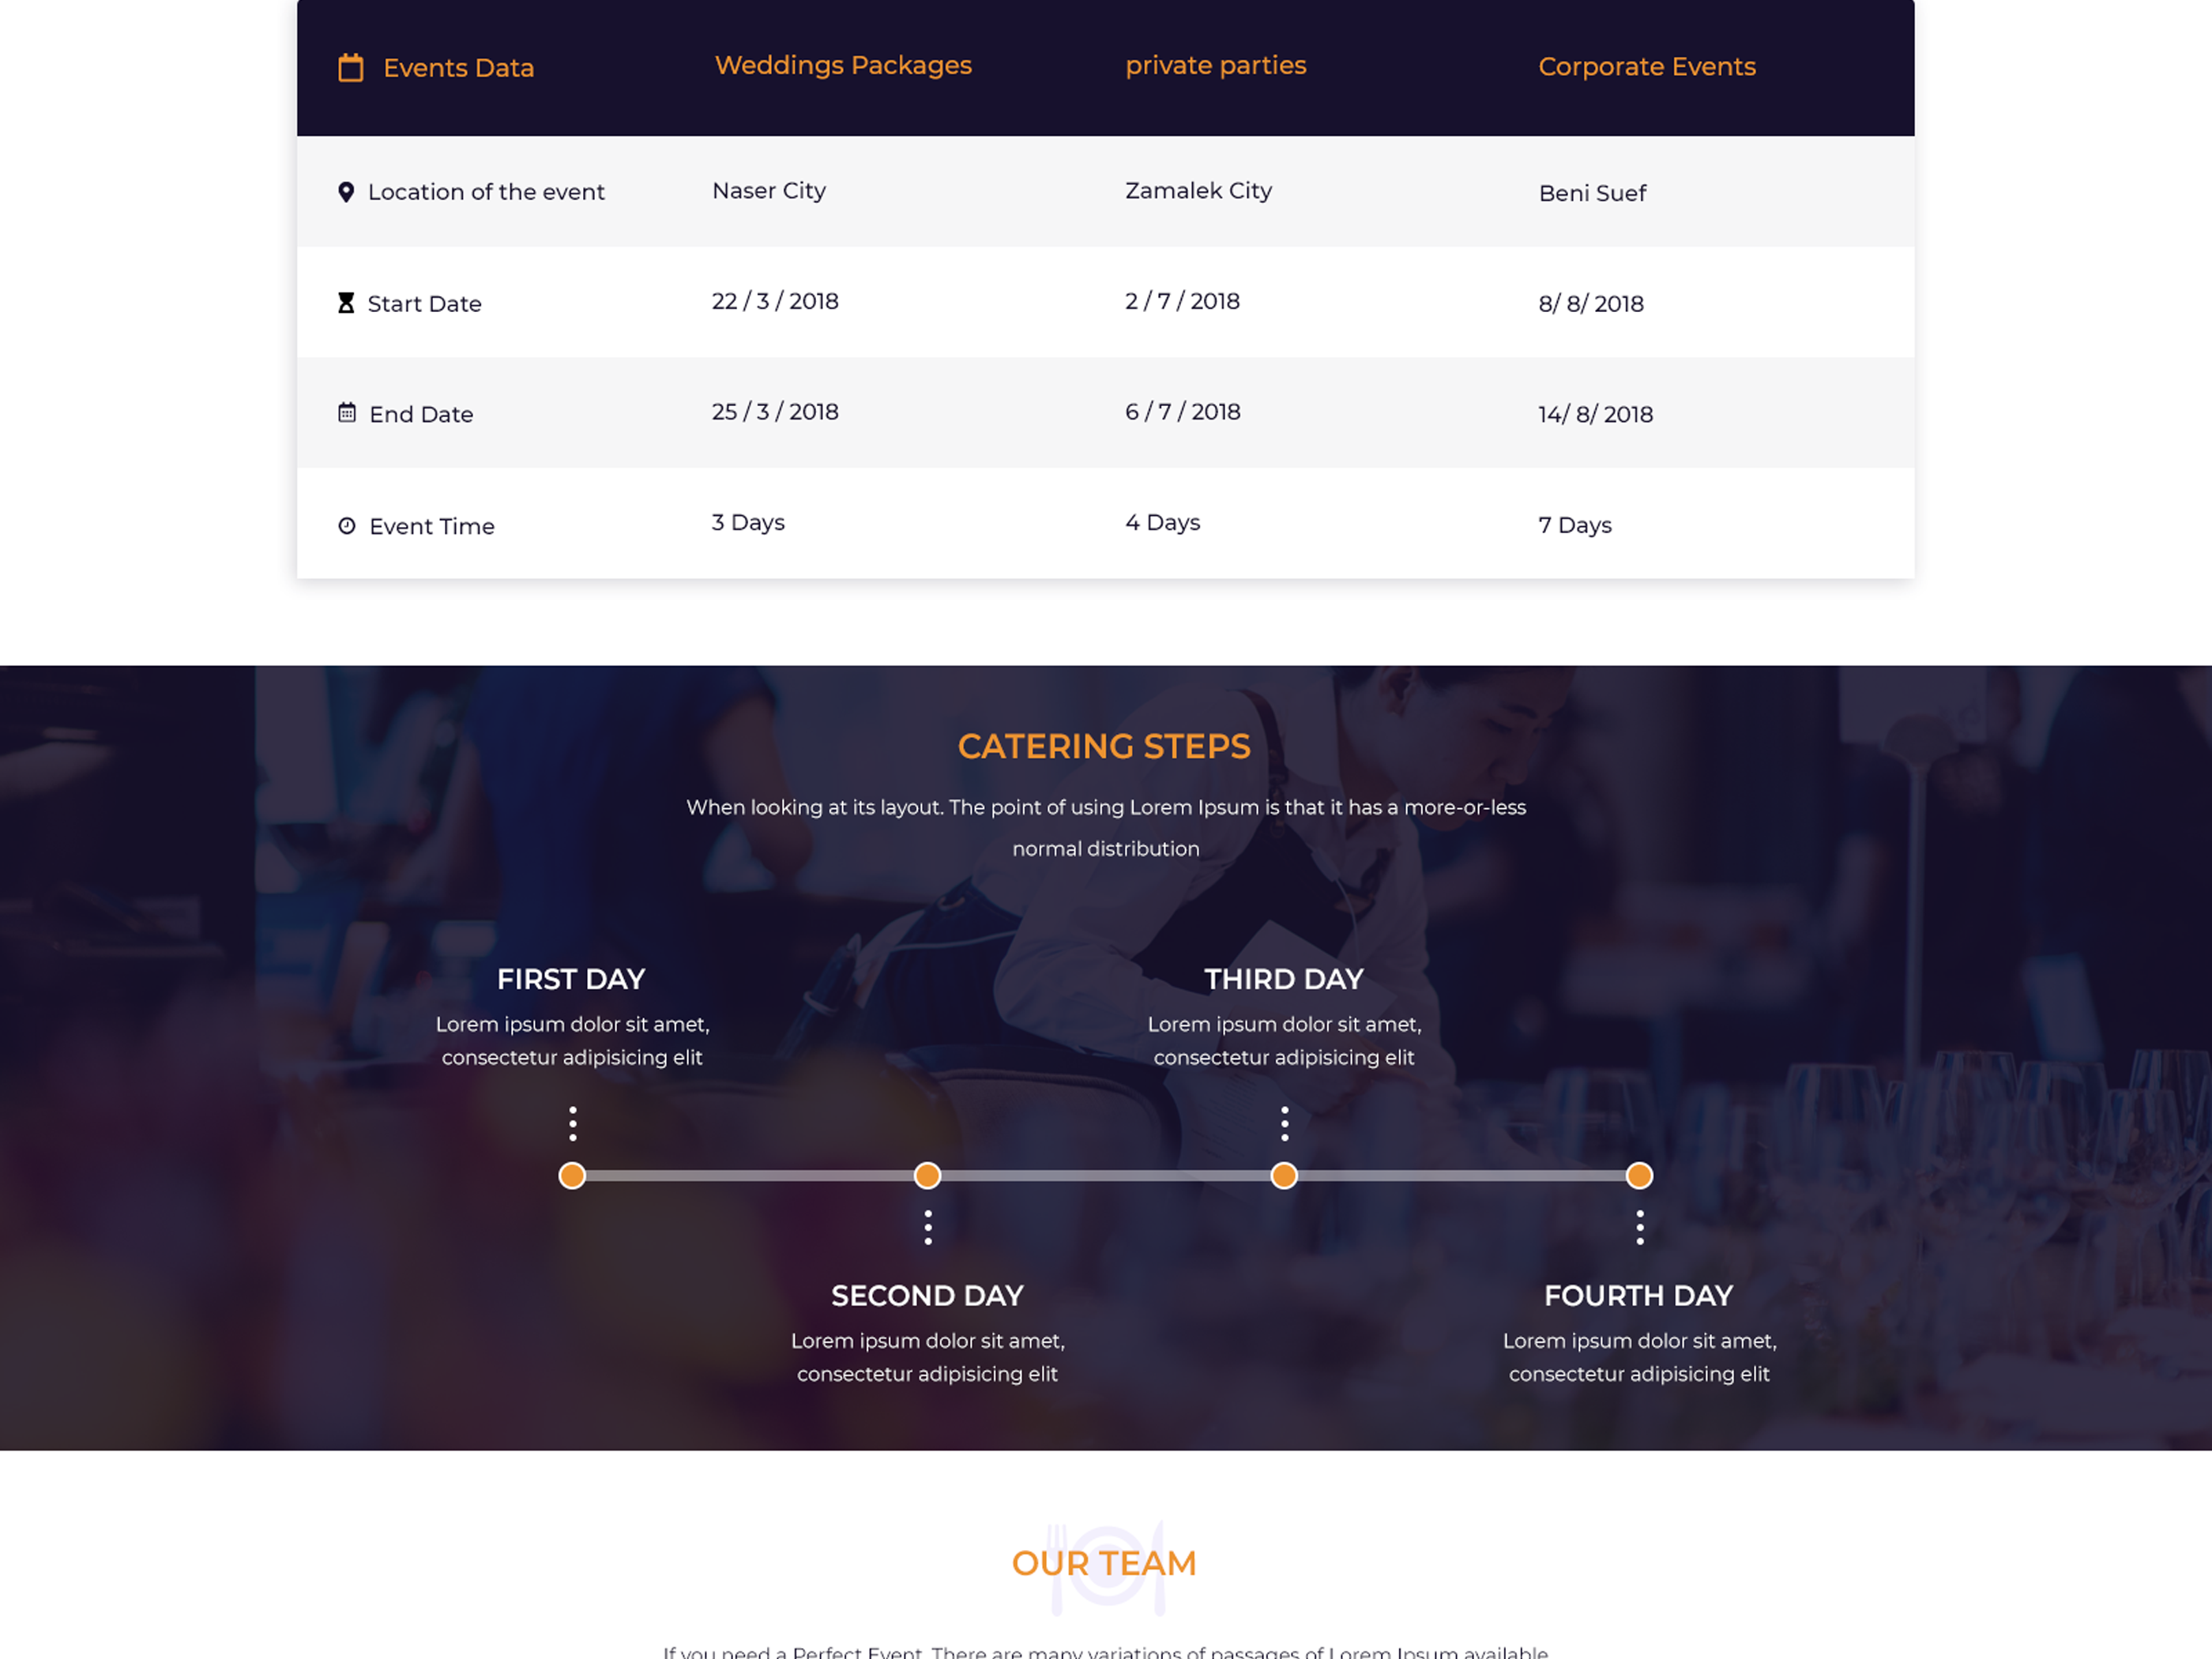 Events Data Weddings Packages private parties Corporate Events
Location of the event Naser City Zamalek City Beni Suef
Start Date 22 / 3 / 2018 2 / 7 / 2018 8/ 8/ 2018
End Date 25 / 3 / 2018 6 / 7 / 2018 14/ 8/ 2018
Event Time 3 Days 4 Days 7 Days
CATERING STEPS
When looking at its layout. The point of using Lorem Ipsum is that it has a more-or-less
normal distribution
FIRST DAY
Lorem ipsum dolor sit amet,
consectetur adipisicing elit
THIRD DAY
Lorem ipsum dolor sit amet,
consectetur adipisicing elit
SECOND DAY
Lorem ipsum dolor sit amet,
consectetur adipisicing elit
FOURTH DAY
Lorem ipsum dolor sit amet,
consectetur adipisicing elit
OUR TEAM
If you need a Perfect Event. There are many variations of passages of Lorem Ipsum available